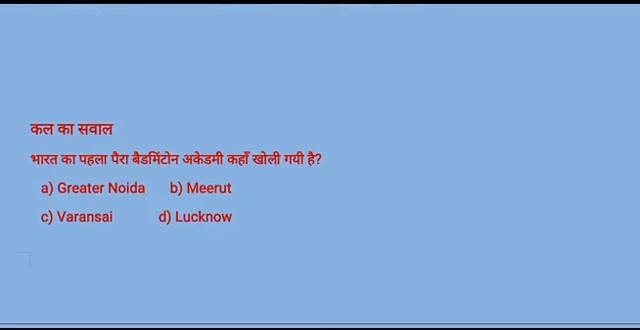 कल का सवाल
भारत का पहला पैरा बैडमिंटोन अकेडमी कहाँ खोली गयी है?
a) Greater Noida b) Meerut
c) Varansai d) Lucknow